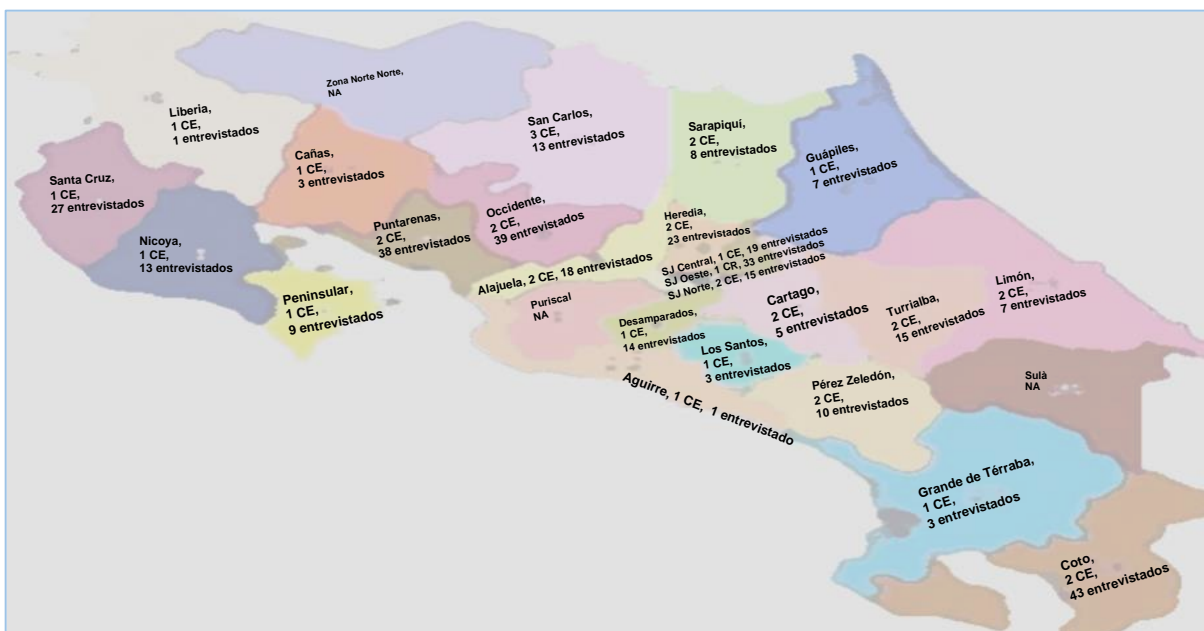 Zona Norte Norte,
NA
Liberia,
1 CE,
1 entrevistados
San Carlos,
3 CE,
13 entrevistados
Sarapiquí,
2 CE,
8 entrevistados
Guápiles,
1 CE,
7 entrevistados
Cañas,
1 CE,
3 entrevistados
Santa Cruz,
1 CE,
27 entrevistados
Nicoya,
1 CE,
13 entrevistados
Puntarenas,
2 CE,
38 entrevistados
Occidente,
2 CE,
39 entrevistados
Heredia,
2 CE,
23 entrevistados
SJ Central, 1 CE, 19 entrevistados
SJ Oeste, 1 CR, 33 entrevistados
SJ Norte, 2 CE, 15 entrevistados
Alajuela, 2 CE, 18 entrevistados
Peninsular,
1 CE,
9 entrevistados
Puriscal
NA
Desamparados,
1 CE,
14 entrevistados
Cartago,
2 CE,
5 entrevistados
Turrialba,
2 CE,
15 entrevistados
Limón,
2 CE,
7 entrevistados
Los Santos,
1 CE,
3 entrevistados
Aguirre, 1 CE, 1 entrevistado
Pérez Zeledón,
2 CE,
10 entrevistados
Sulà
NA
Grande de Térraba,
1 CE,
3 entrevistados
Coto,
2 CE,
43 entrevistados